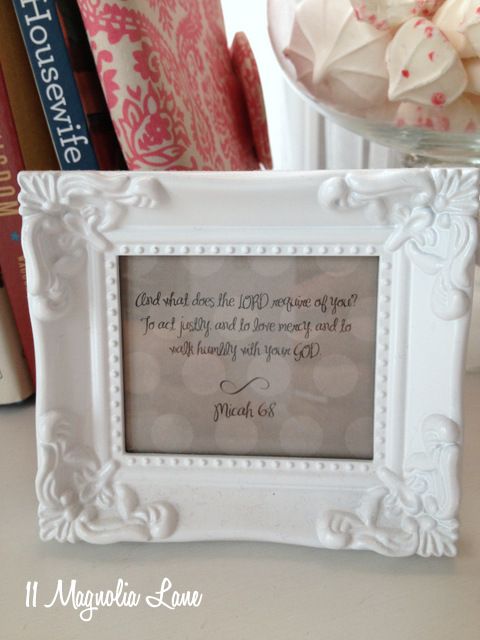 Housewife
And what does the LORD require of you?
To act justly, and to love mercy, and to
walk humbly with your GOD.
Micah 6:8
11 Magnolia Lane